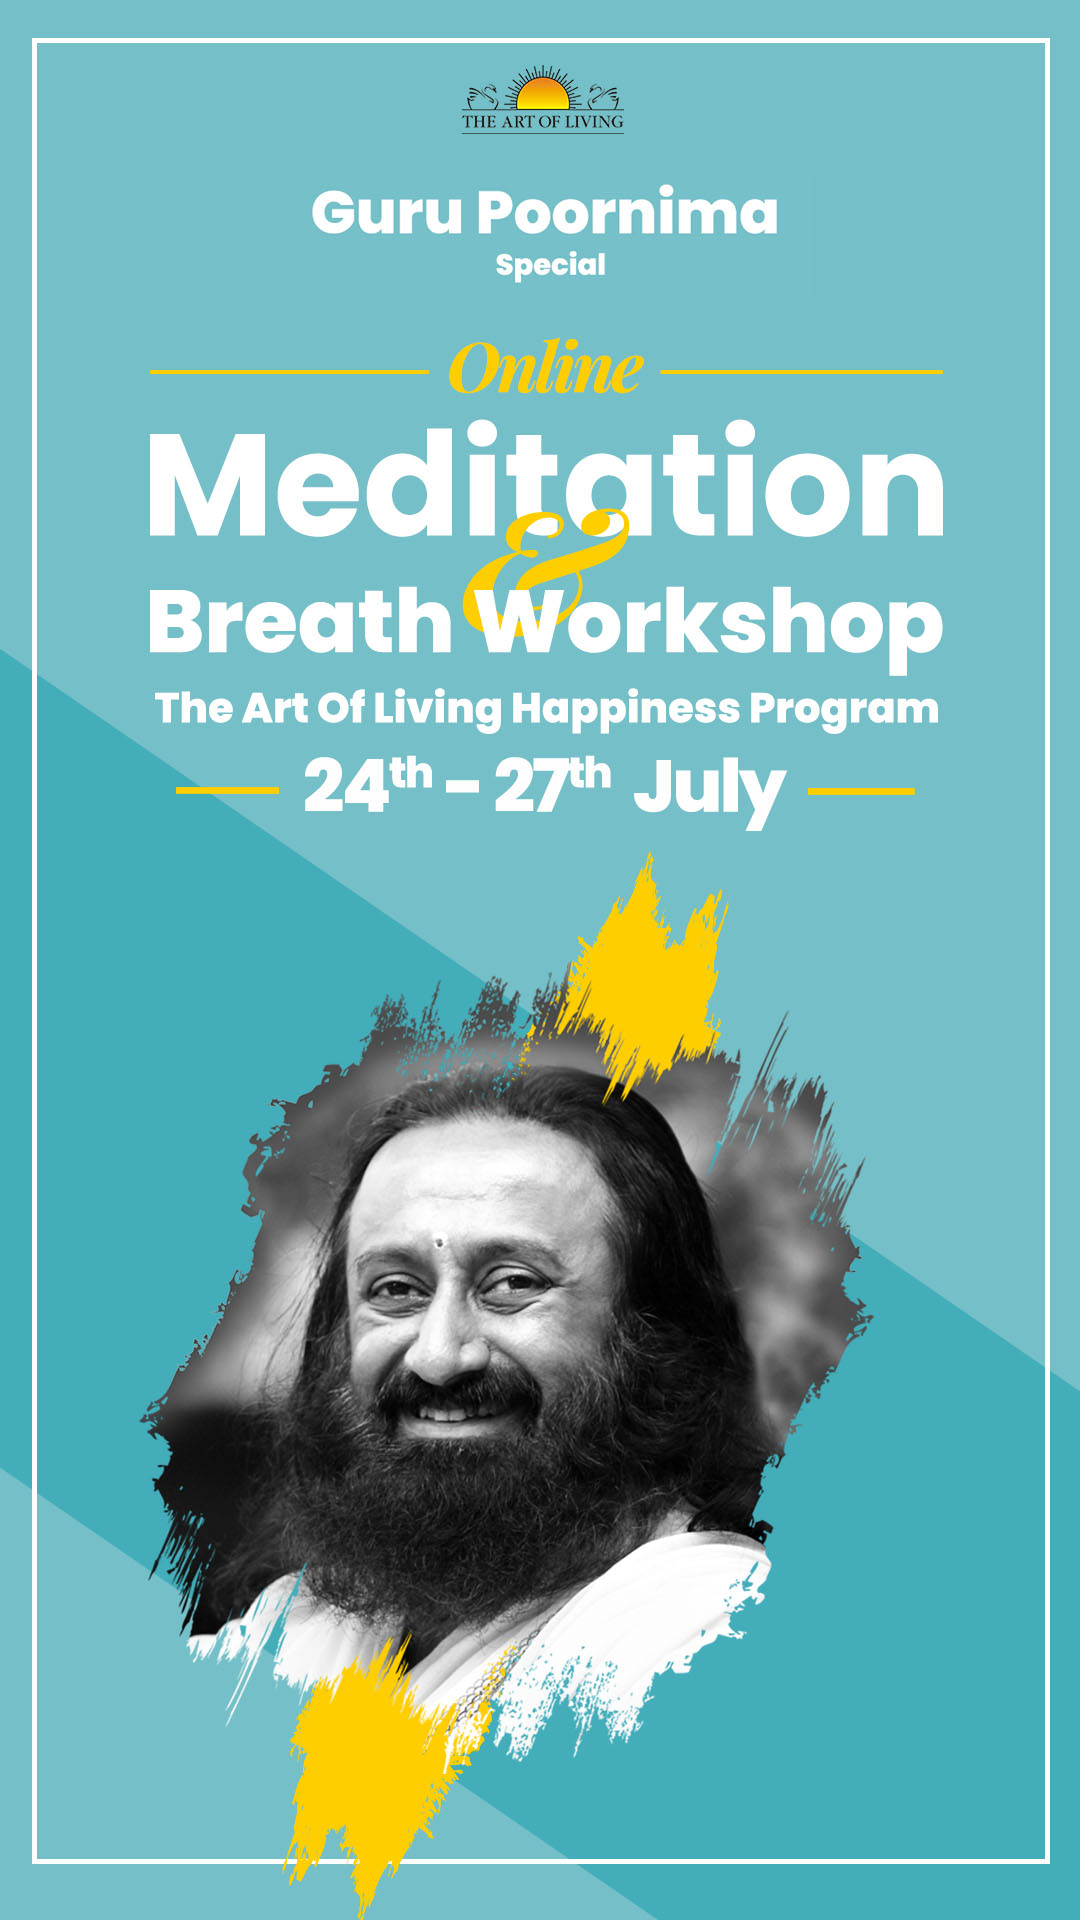 THE ART OF LIVING
Guru Poornima
Special
Online
Meditation
&
Breath Workshop
The Art Of Living Happiness Program
24th - 27th July